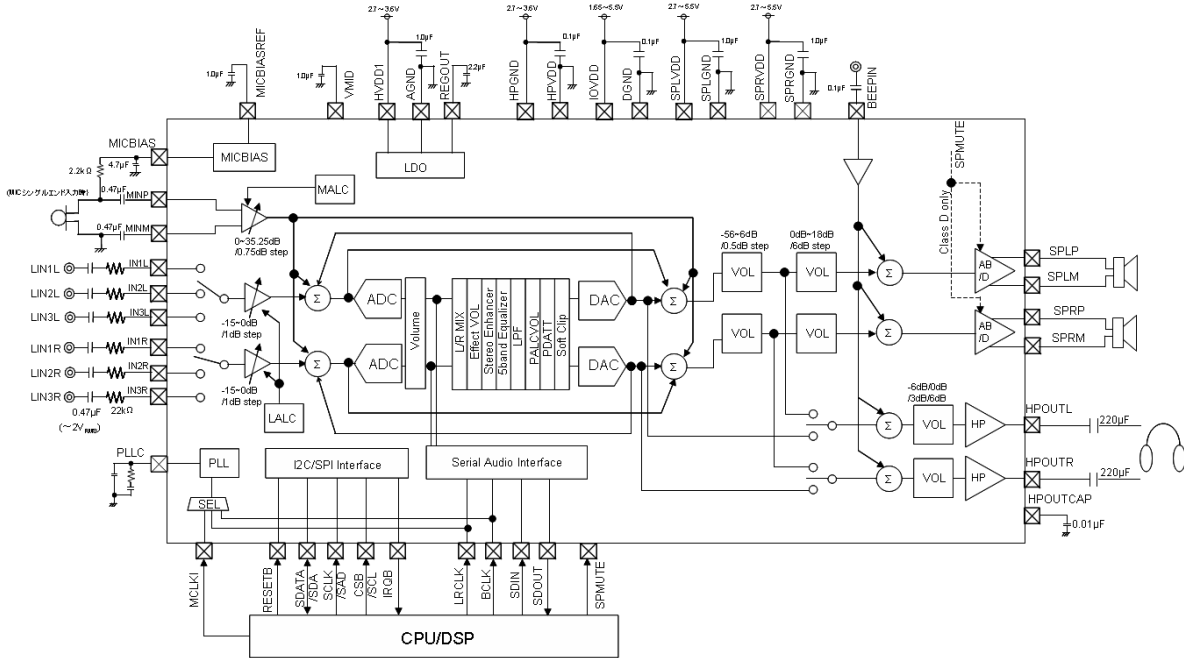 2.7~3.6V
2.7~3.6V
1.65~5.5V
2.7~5.5V
2.7~5.5V
1.0µF
MICBIASREF
1.0µF
VMID
HVDD1
1.0µF
AGND
REGOUT
2.2µF
HPGND
0.1µF
HPVDD
IOVDD
0.1µF
DGND
SPLVDD
1.0µF
SPLGND
SPRVDD
1.0µF
SPRGND
0.1µF
BEEPIN
MICBIAS
2.2kΩ
4.7µF
MICBIAS
LDO
SPMUTE
Class D only
(MICシングルエンド入力時)
0.47µF
MINP
0.47µF
MINM
MALC
0~35.25dB
/0.75dB step
-56~6dB
/0.5dB step
0dB~18dB
/6dB step
LIN1L
IN1L
LIN2L
IN2L
LIN3L
IN3L
LIN1R
IN1R
LIN2R
IN2R
LIN3R
IN3R
0.47µF
22kΩ
(~2VRMS)
-15~0dB
/1dB step
-15~0dB
/1dB step
LALC
Σ
Σ
ADC
ADC
Volume
L/R MIX
Effect VOL
Stereo Enhancer
5band Equalizer
LPF
PALCVOL
PDATT
Soft Clip
DAC
DAC
Σ
Σ
VOL
VOL
VOL
VOL
Σ
Σ
AB
/D
AB
/D
SPLP
SPLM
SPRP
SPRM
-6dB/0dB
/3dB/6dB
Σ
VOL
HP
HPOUTL
220µF
Σ
VOL
HP
HPOUTR
220µF
HPOUTCAP
0.01µF
PLLC
PLL
SEL
I2C/SPI Interface
Serial Audio Interface
MCLKI
RESETB
SDATA
/SDA
SCLK
/SAD
CSB
/SCL
IRQB
LRCLK
BCLK
SDIN
SDOUT
SPMUTE
CPU/DSP